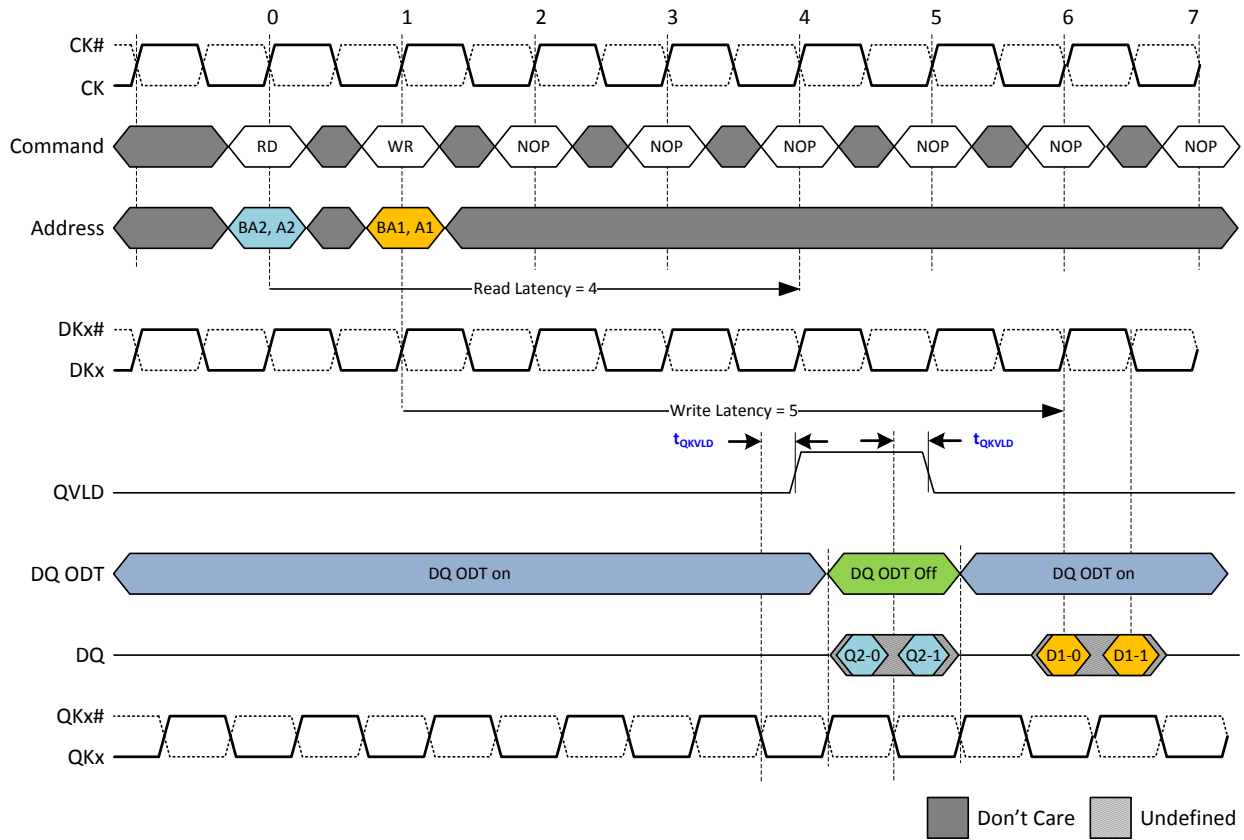 0 1 2 3 4 5 6 7
CK#
CK
Command RD WR NOP NOP NOP NOP NOP NOP
Address BA2, A2 BA1, A1
Read Latency = 4
DKx#
DKx
Write Latency = 5
tQKVLD tQKVLD
QVLD
DQ ODT DQ ODT on DQ ODT Off DQ ODT on
DQ Q2-0 Q2-1 D1-0 D1-1
QKx#
QKx
Don't Care Undefined